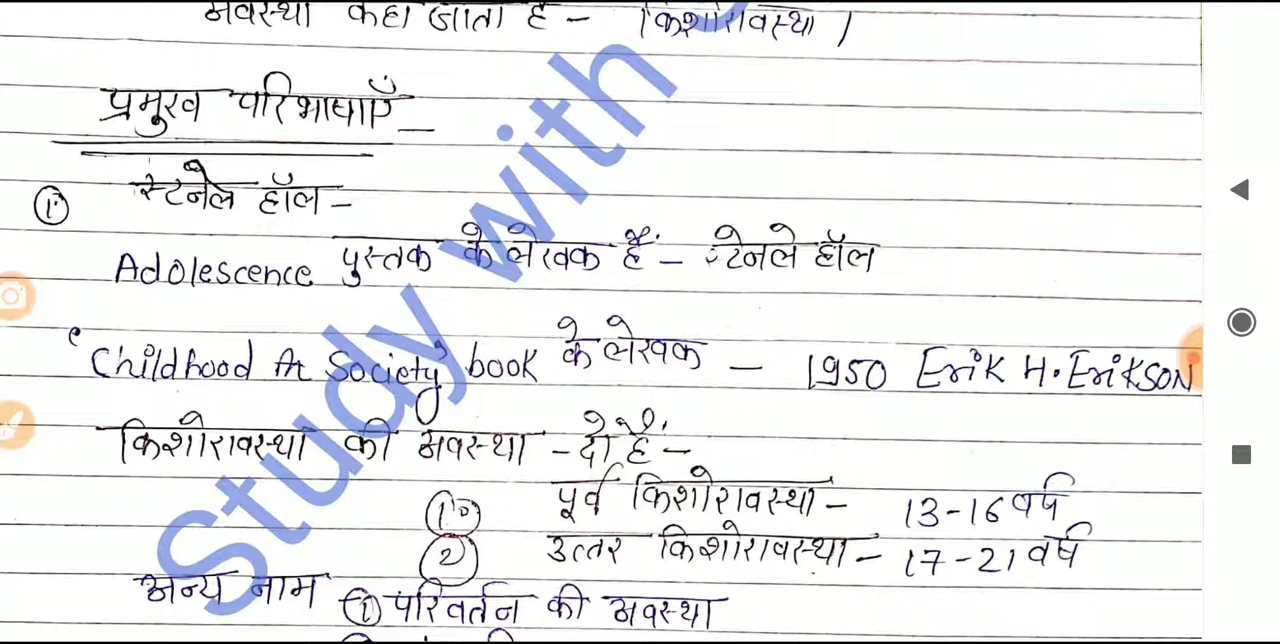 अवस्था कहा जाता है - (किशोरावस्था)
प्रमुख परिभाषाएँ -
① स्टेनले हॉल -
Adolescence पुस्तक के लेखक हैं - स्टेनले हॉल
'Childhood And Society' book के लेखक - 1950 Erik H. Erikson
किशोरावस्था की अवस्था - दो हैं -
① पूर्व किशोरावस्था - 13-16 वर्ष
② उत्तर किशोरावस्था - 17-21 वर्ष
अन्य नाम ① परिवर्तन की अवस्था
Study with